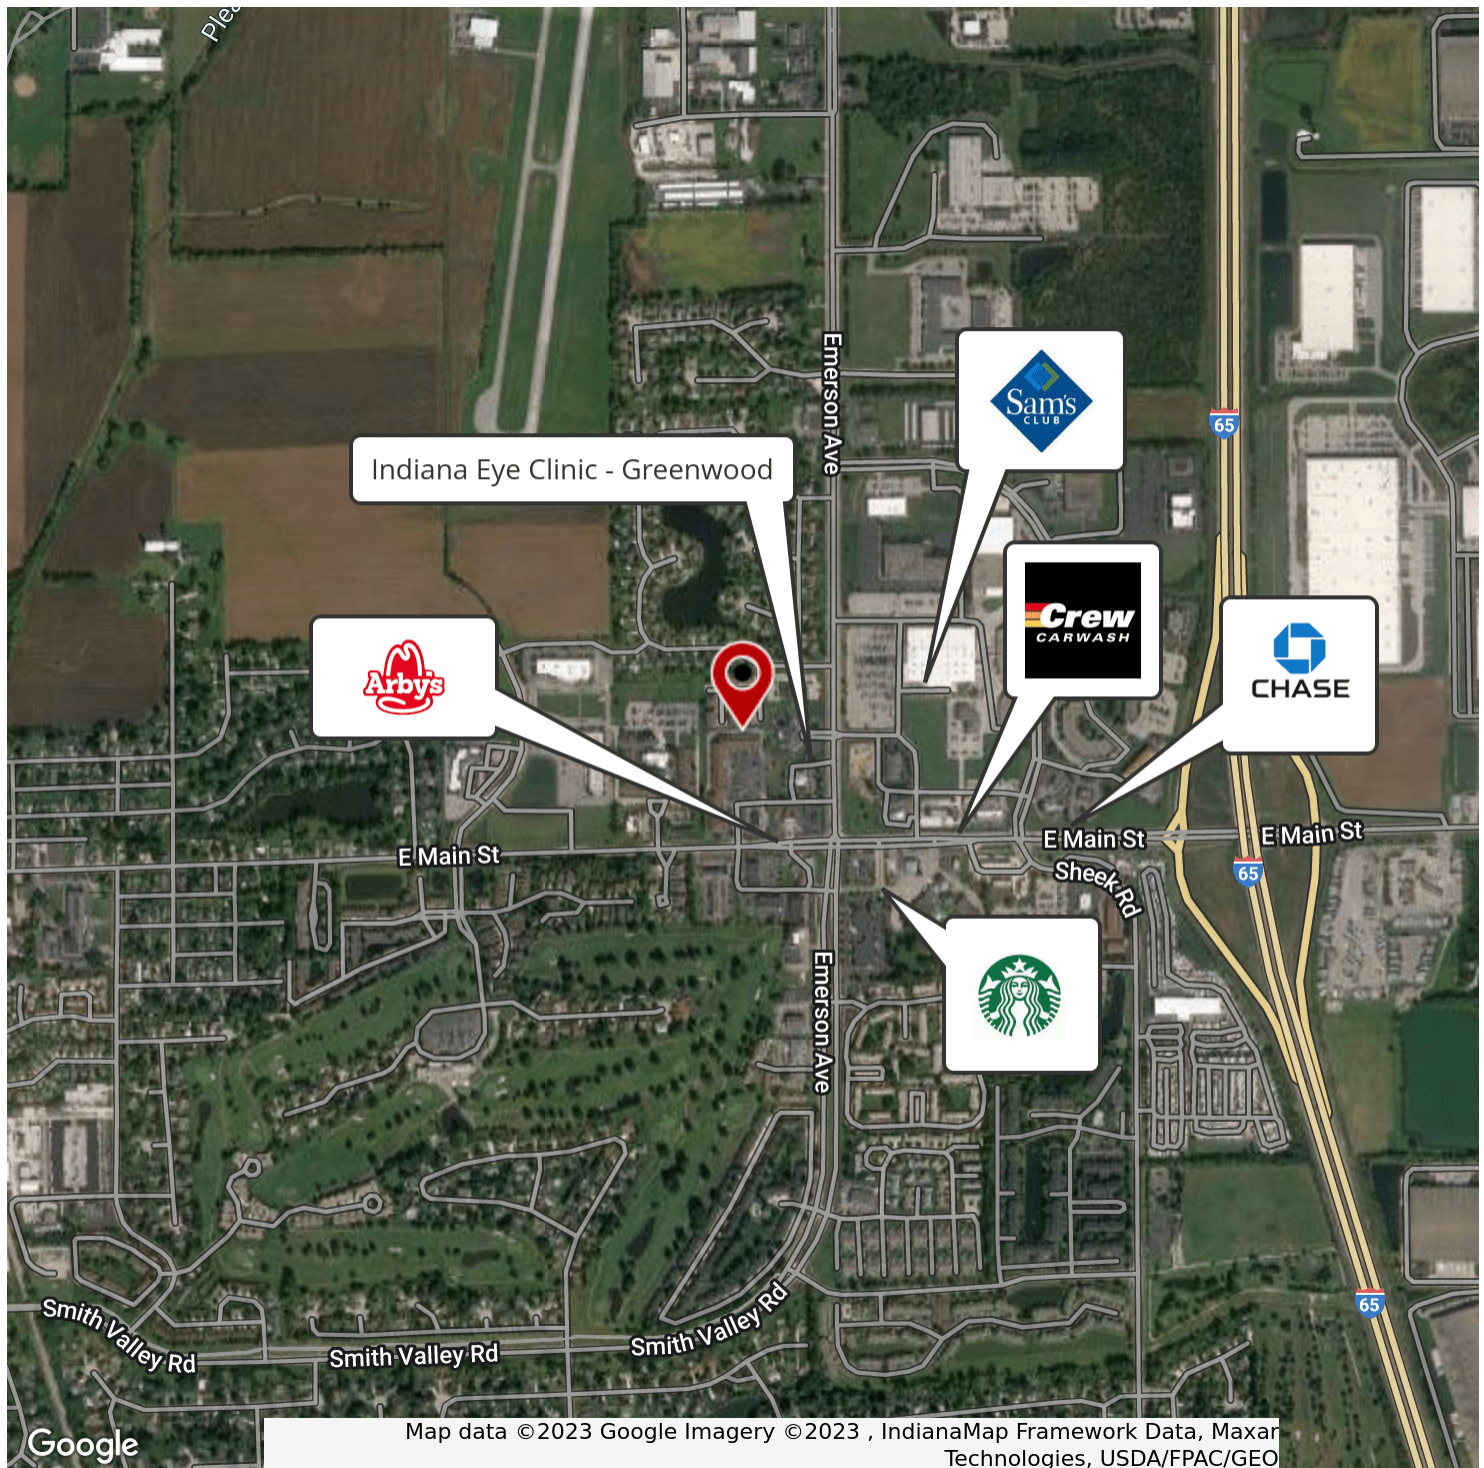 Plea
Emerson Ave
65
Sam's
CLUB
Indiana Eye Clinic - Greenwood
Crew
CARWASH
CHASE
Arby's
E Main St
E Main St
E Main St
65
Sheek Rd
Emerson Ave
65
Smith Valley Rd
Smith Valley Rd
Smith Valley Rd
Google
Map data ©2023 Google Imagery ©2023 , IndianaMap Framework Data, Maxar
Technologies, USDA/FPAC/GEO